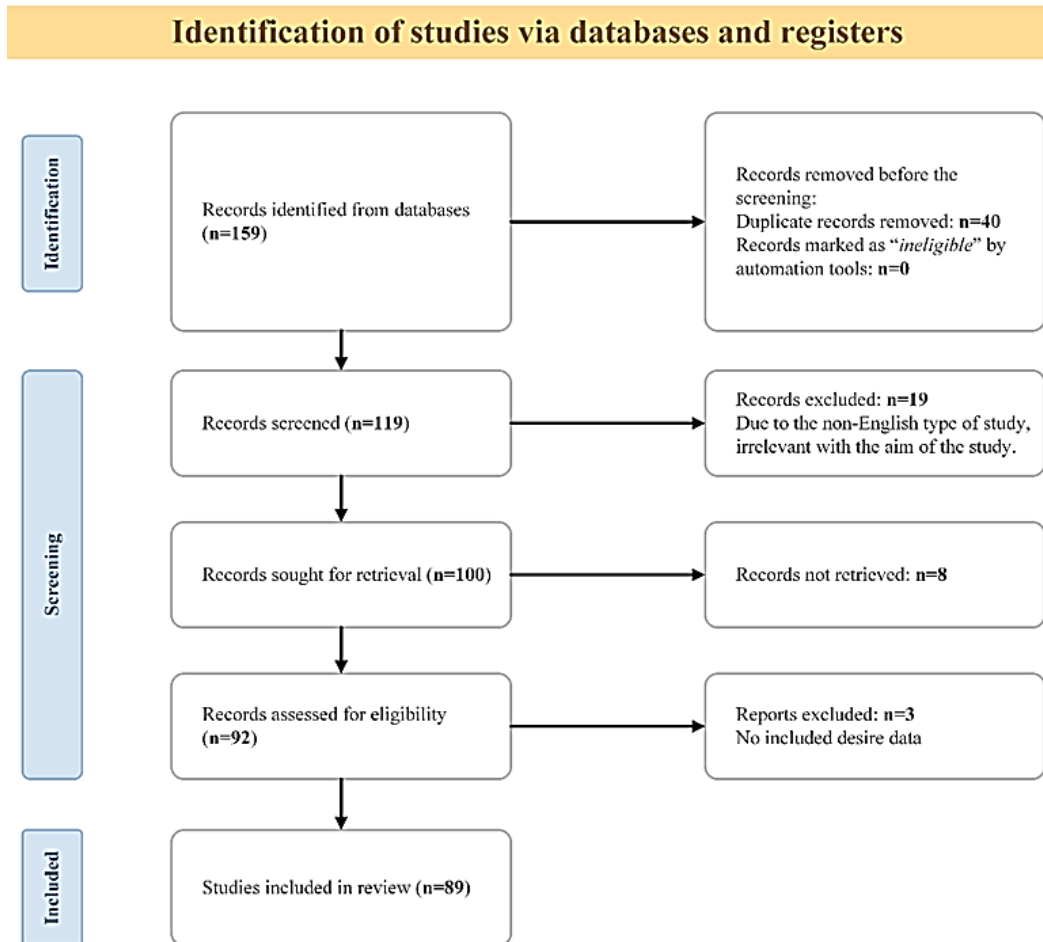 Identification of studies via databases and registers
Identification
Records identified from databases
(n=159)
Records removed before the
screening:
Duplicate records removed: n=40
Records marked as “ineligible” by
automation tools: n=0
Screening
Records screened (n=119)
Records excluded: n=19
Due to the non-English type of study,
irrelevant with the aim of the study.
Records sought for retrieval (n=100)
Records not retrieved: n=8
Records assessed for eligibility
(n=92)
Reports excluded: n=3
No included desire data
Included
Studies included in review (n=89)